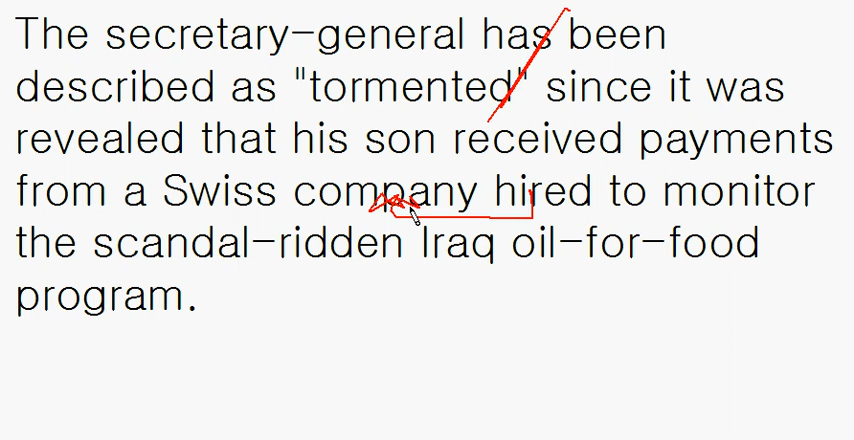 The secretary-general has been
described as "tormented" since it was
revealed that his son received payments
from a Swiss company hired to monitor
the scandal-ridden Iraq oil-for-food
program.